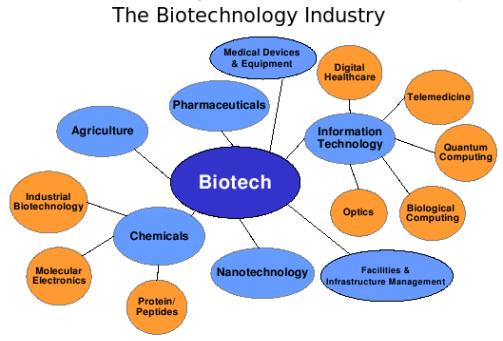 The Biotechnology Industry
Medical Devices
& Equipment
Digital
Healthcare
Pharmaceuticals
Telemedicine
Agriculture
Information
Technology
Quantum
Computing
Biotech
Industrial
Biotechnology
Optics
Biological
Computing
Chemicals
Nanotechnology
Facilities &
Infrastructure Management
Molecular
Electronics
Protein/
Peptides